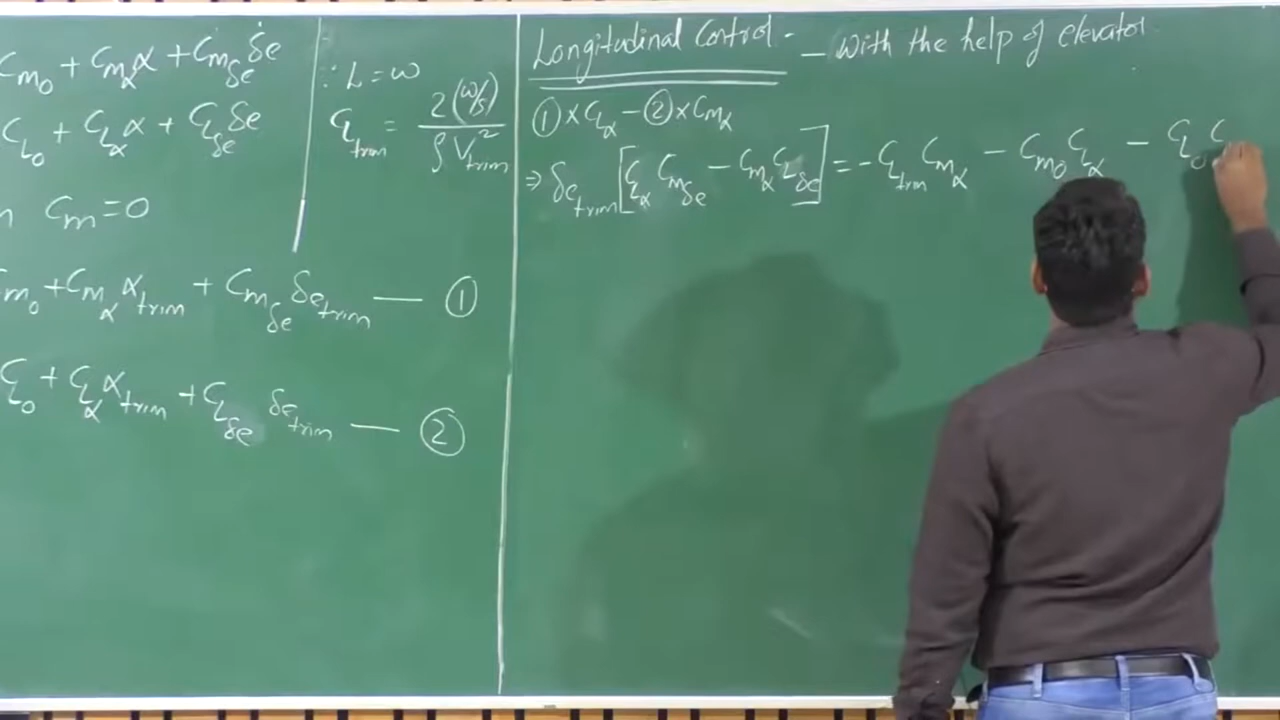 Cm₀ + Cmα α + Cmδe δe
CL₀ + CLα α + CLδe δe
Cm = 0
m₀ + Cmα αtrim + Cmδe δetrim — ①
CL₀ + CLα αtrim + CLδe δetrim — ②
∴ L = W
CLtrim = 2(W/S) / ρ V²trim
Longitudinal Control - — With the help of elevator
① × CLα - ② × Cmα
⇒ δetrim [CLα Cmδe - Cmα CLδe] = - CLtrim Cmα - Cm₀ CLα - CL₀ C